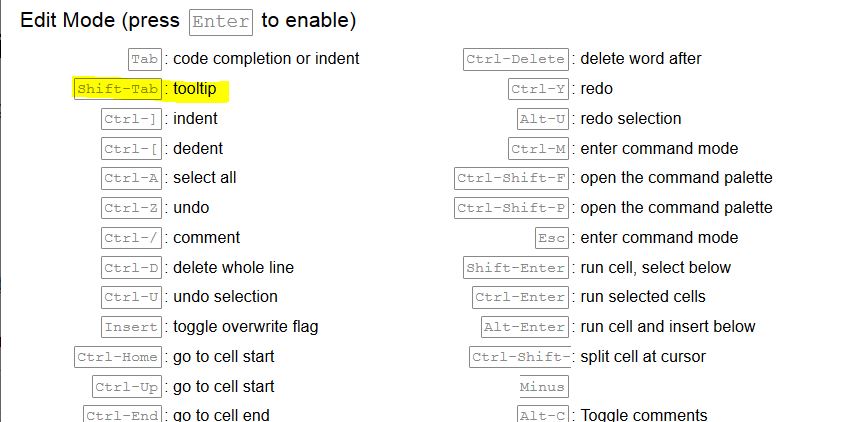 Edit Mode (press Enter to enable)
Tab : code completion or indent
Shift-Tab : tooltip
Ctrl-] : indent
Ctrl-[ : dedent
Ctrl-A : select all
Ctrl-Z : undo
Ctrl-/ : comment
Ctrl-D : delete whole line
Ctrl-U : undo selection
Insert : toggle overwrite flag
Ctrl-Home : go to cell start
Ctrl-Up : go to cell start
Ctrl-End : go to cell end
Ctrl-Delete : delete word after
Ctrl-Y : redo
Alt-U : redo selection
Ctrl-M : enter command mode
Ctrl-Shift-F : open the command palette
Ctrl-Shift-P : open the command palette
Esc : enter command mode
Shift-Enter : run cell, select below
Ctrl-Enter : run selected cells
Alt-Enter : run cell and insert below
Ctrl-Shift- : split cell at cursor
Minus
Alt-C : Toggle comments